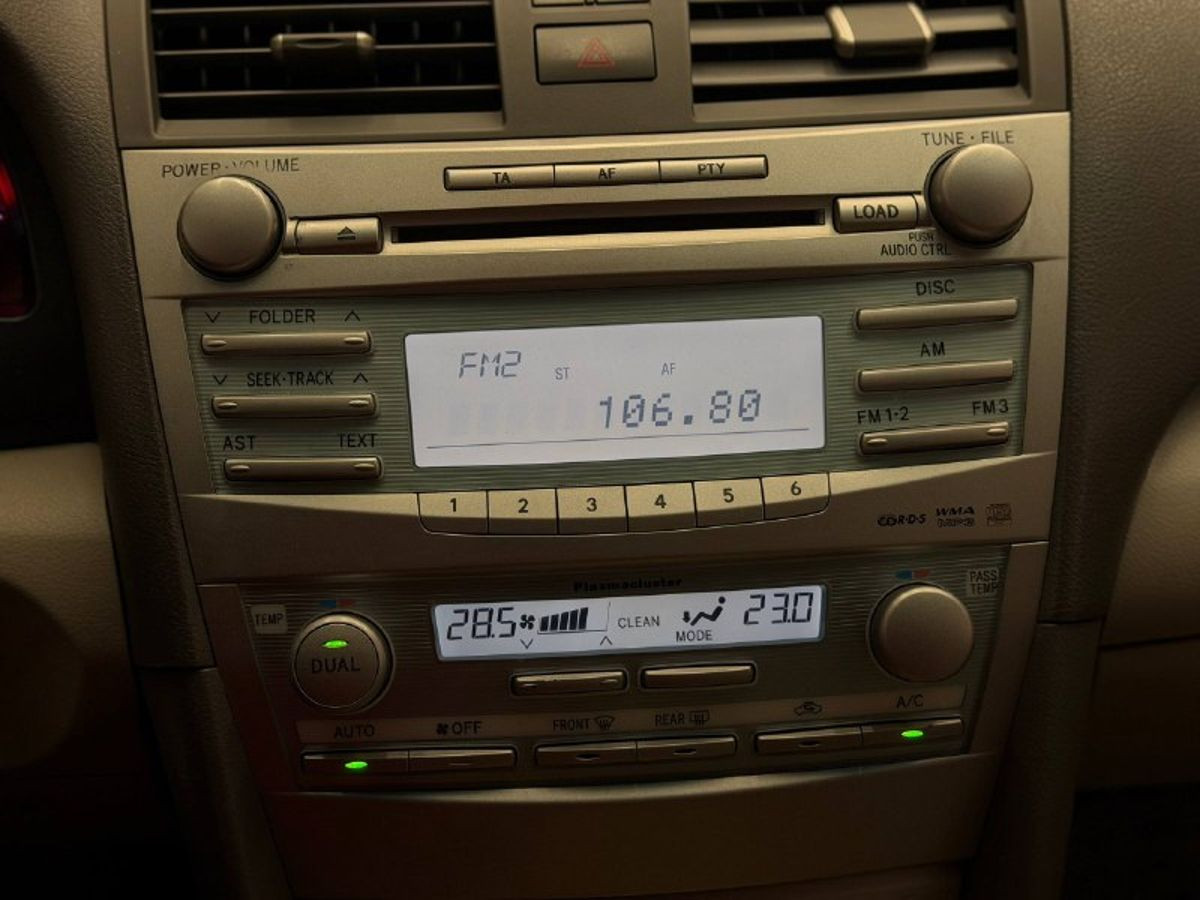 POWER·VOLUME
TUNE·FILE
TA AF PTY
LOAD
PUSH
AUDIO CTRL
FOLDER
DISC
SEEK·TRACK
AM
AST TEXT
FM1·2 FM3
FM2 ST AF
106.80
1 2 3 4 5 6
R·D·S WMA
MP3
Plasmacluster
TEMP
PASS
TEMP
28.5 CLEAN MODE 23.0
DUAL
AUTO OFF FRONT REAR A/C